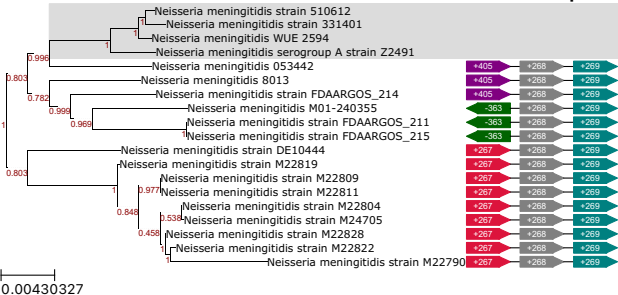 Neisseria meningitidis strain 510612
Neisseria meningitidis strain 331401
1
Neisseria meningitidis WUE 2594
1
Neisseria meningitidis serogroup A strain Z2491
1
0.996
Neisseria meningitidis 053442 +405 +268 +269
0.803
Neisseria meningitidis 8013 +405 +268 +269
0.782
Neisseria meningitidis strain FDAARGOS_214 +405 +268 +269
0.999
Neisseria meningitidis M01-240355 -363 +268 +269
0.969
Neisseria meningitidis strain FDAARGOS_211 -363 +268 +269
1
Neisseria meningitidis strain FDAARGOS_215 -363 +268 +269
1
Neisseria meningitidis strain DE10444 +267 +268 +269
Neisseria meningitidis strain M22819 +267 +268 +269
0.803
Neisseria meningitidis strain M22809 +267 +268 +269
1
0.977
Neisseria meningitidis strain M22811 +267 +268 +269
Neisseria meningitidis strain M22804 +267 +268 +269
0.848
0.538
Neisseria meningitidis strain M24705 +267 +268 +269
0.458
Neisseria meningitidis strain M22828 +267 +268 +269
1
Neisseria meningitidis strain M22822 +267 +268 +269
1
Neisseria meningitidis strain M22790 +267 +268 +269
0.00430327